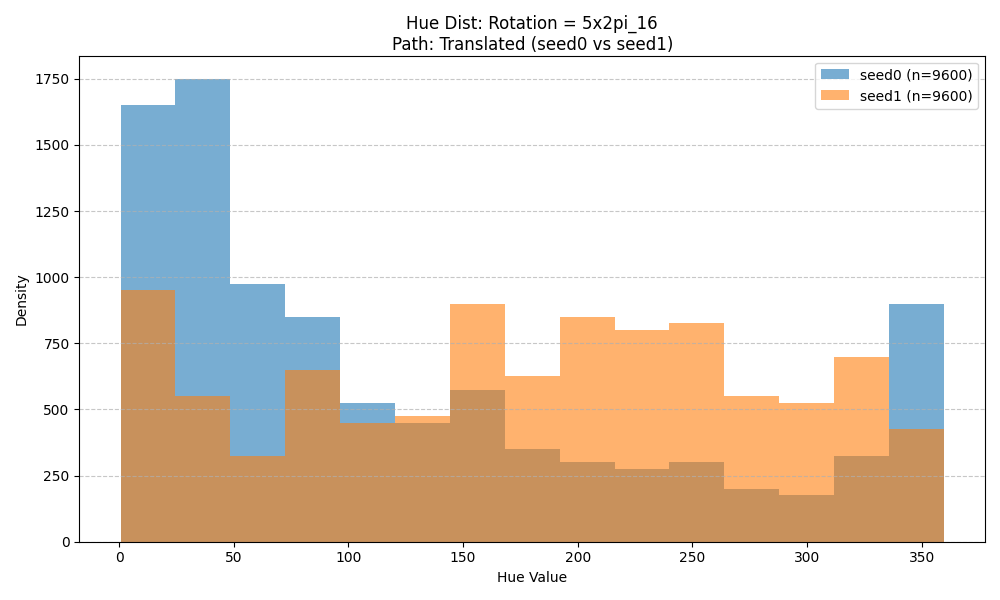 Hue Dist: Rotation = 5x2pi_16
Path: Translated (seed0 vs seed1)
seed0 (n=9600)
seed1 (n=9600)
Density
1750
1500
1250
1000
750
500
250
0
0 50 100 150 200 250 300 350
Hue Value